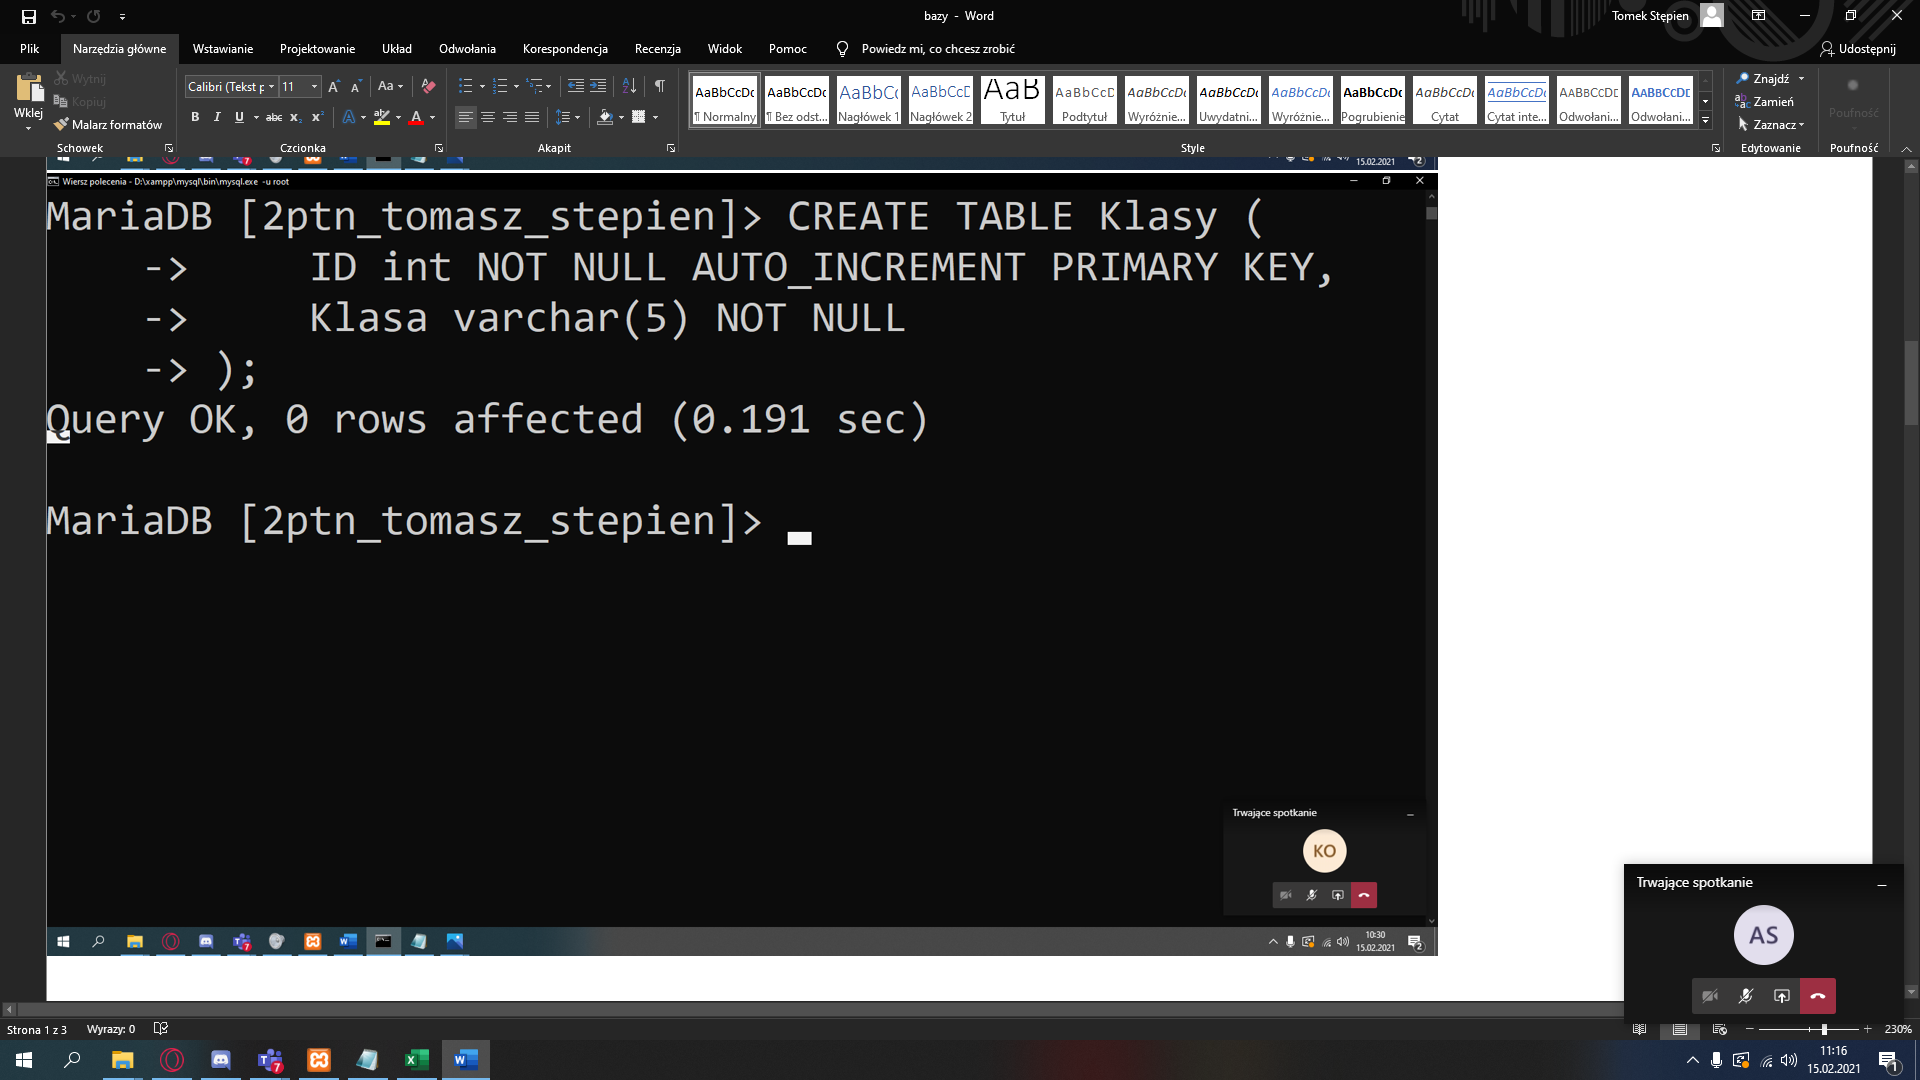 bazy - Word
Tomek Stępien
Plik
Narzędzia główne
Wstawianie
Projektowanie
Układ
Odwołania
Korespondencja
Recenzja
Widok
Pomoc
Powiedz mi, co chcesz zrobić
Udostępnij
Wklej
Wytnij
Kopiuj
Malarz formatów
Schowek
Calibri (Tekst p
11
Czcionka
Akapit
AaBbCcDc
¶ Normalny
AaBbCcDc
¶ Bez odst...
AaBbC(
Nagłówek 1
AaBbCcD
Nagłówek 2
AaB
Tytuł
AaBbCcD
Podtytuł
AaBbCcDc
Wyróżnie...
AaBbCcDc
Uwydatni...
AaBbCcDc
Wyróżnie...
AaBbCcDc
Pogrubienie
AaBbCcDc
Cytat
AaBbCcDc
Cytat inte...
AABBCCDE
Odwołani...
AABBCCDE
Odwołani...
Style
Znajdź
Zamień
Zaznacz
Edytowanie
Poufność
Poufność
15.02.2021
Wiersz polecenia - D:\xampp\mysql\bin\mysql.exe -u root
MariaDB [2ptn_tomasz_stepien]> CREATE TABLE Klasy (
-> ID int NOT NULL AUTO_INCREMENT PRIMARY KEY,
-> Klasa varchar(5) NOT NULL
-> );
Query OK, 0 rows affected (0.191 sec)
MariaDB [2ptn_tomasz_stepien]>
Trwające spotkanie
KO
10:30
15.02.2021
Trwające spotkanie
AS
Strona 1 z 3
Wyrazy: 0
230%
11:16
15.02.2021